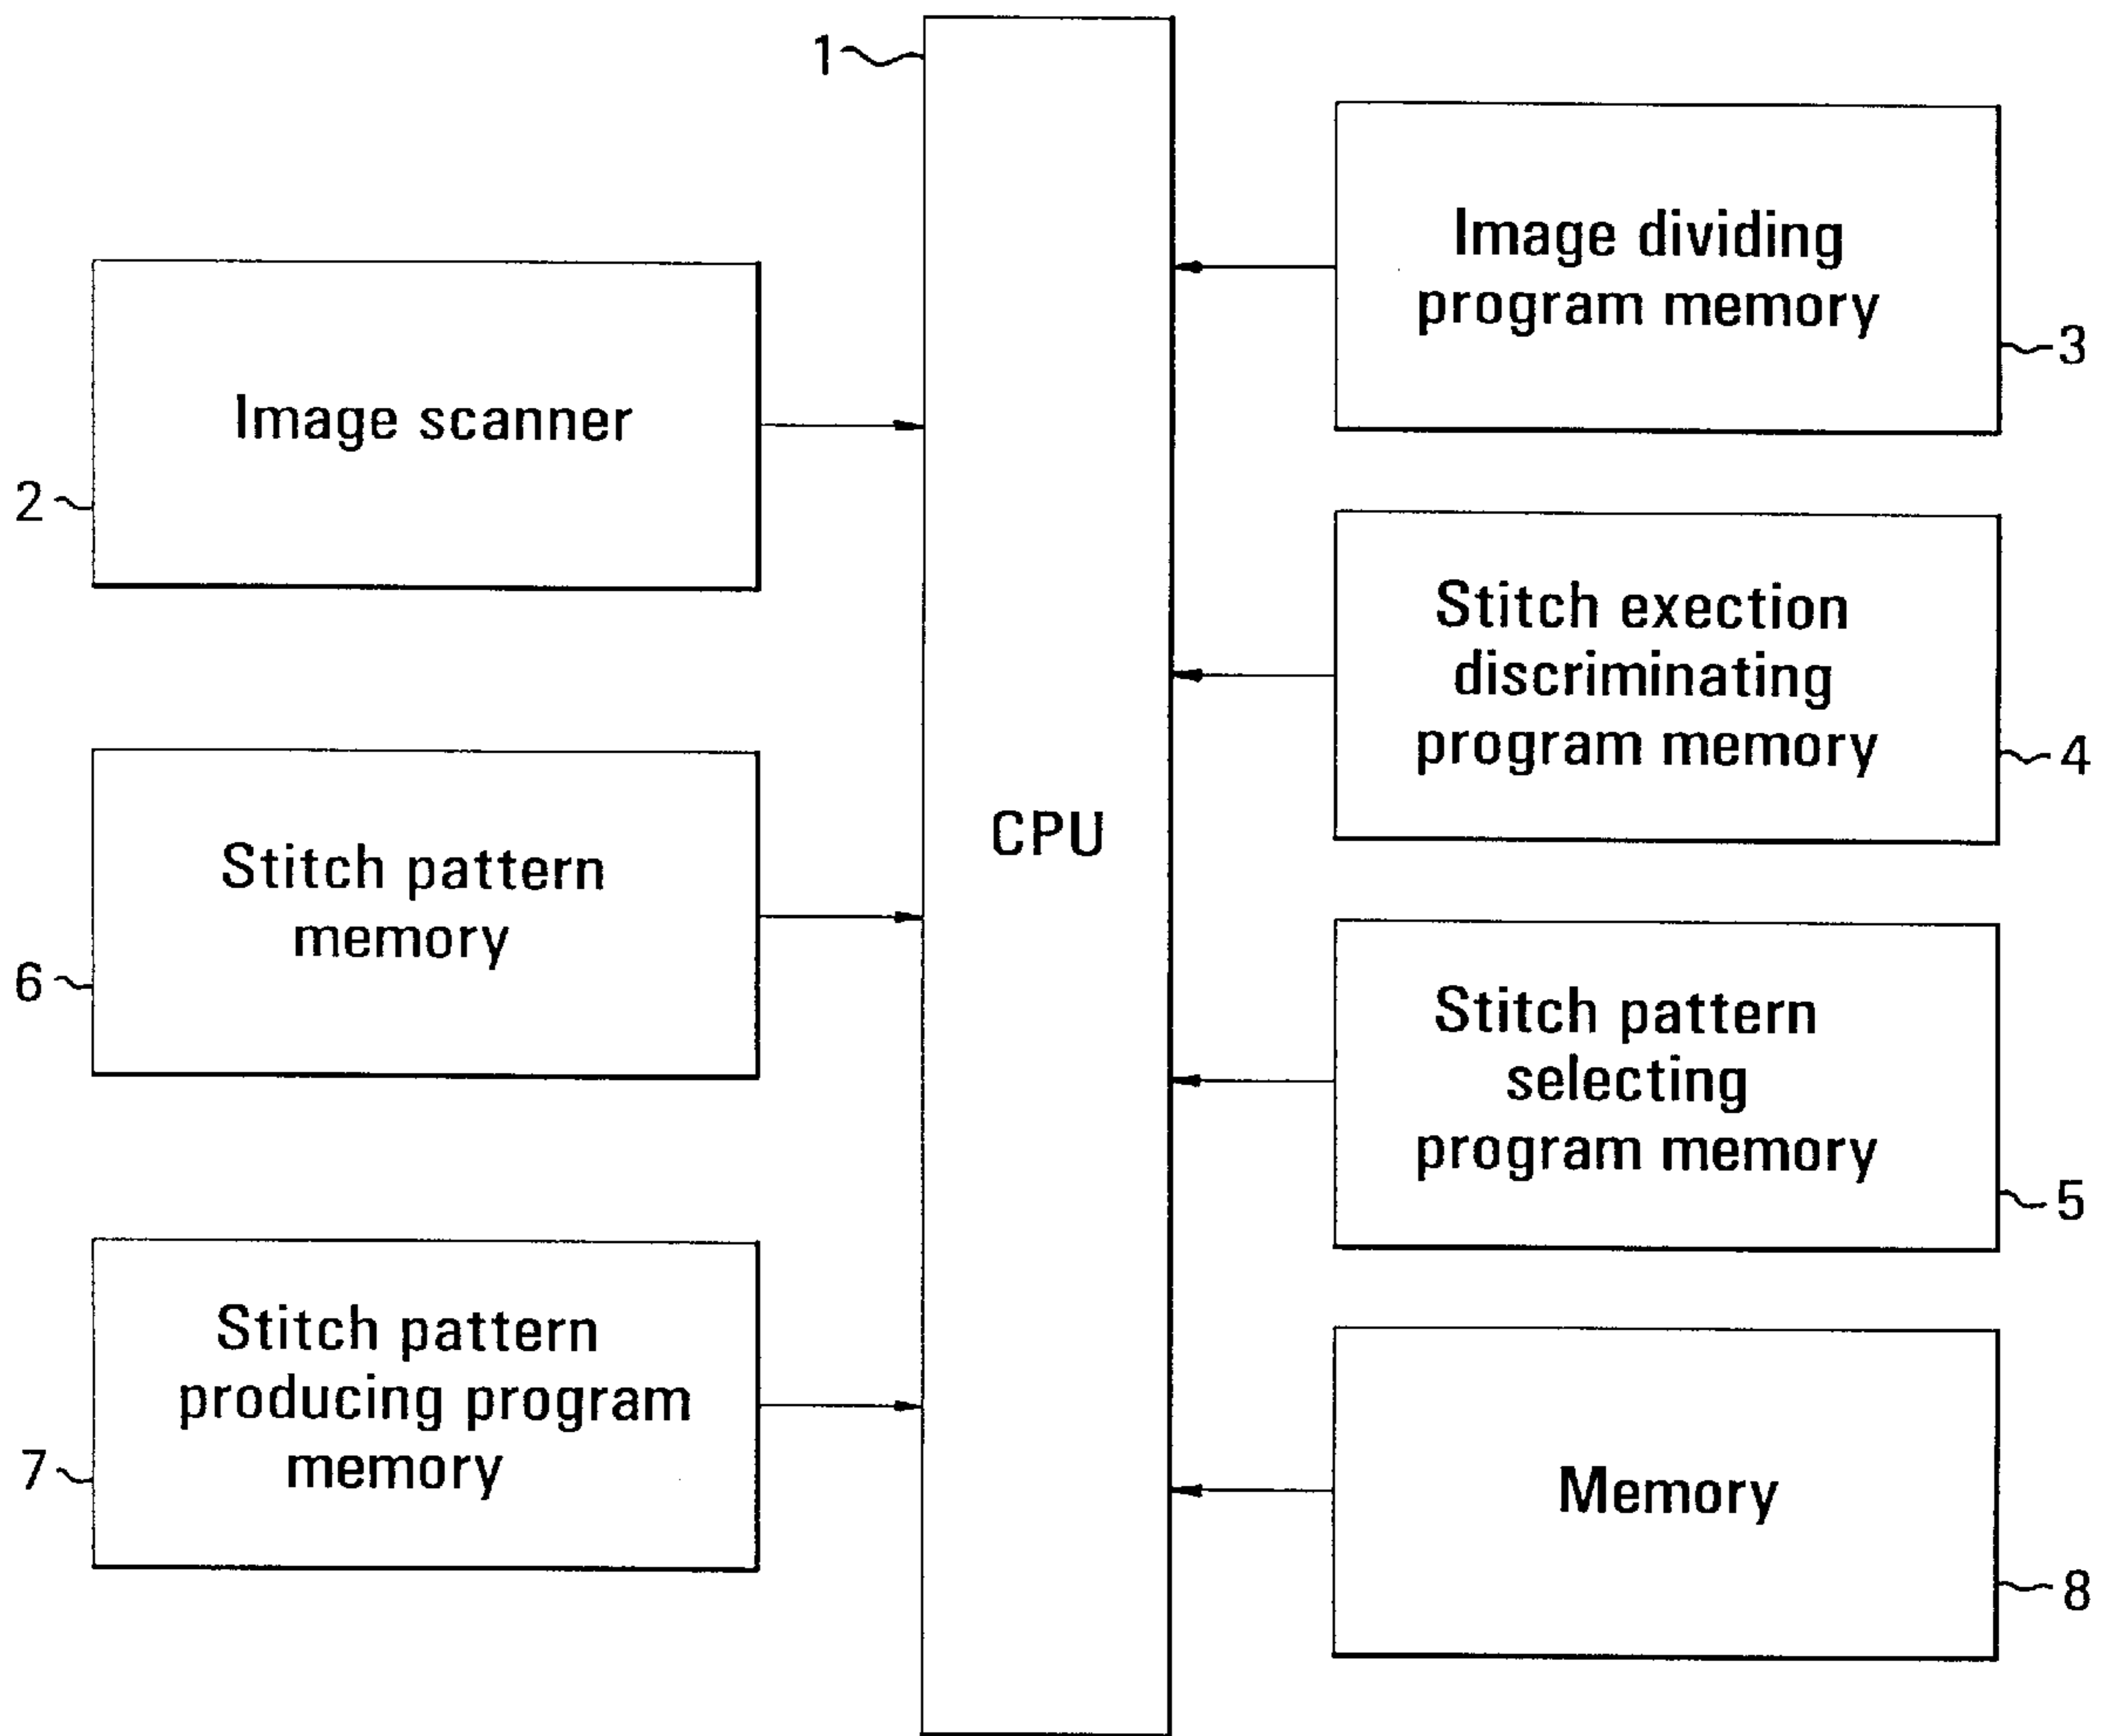 1
CPU
Image scanner
2
Stitch pattern
memory
6
Stitch pattern
producing program
memory
7
Image dividing
program memory
3
Stitch exection
discriminating
program memory
4
Stitch pattern
selecting
program memory
5
Memory
8